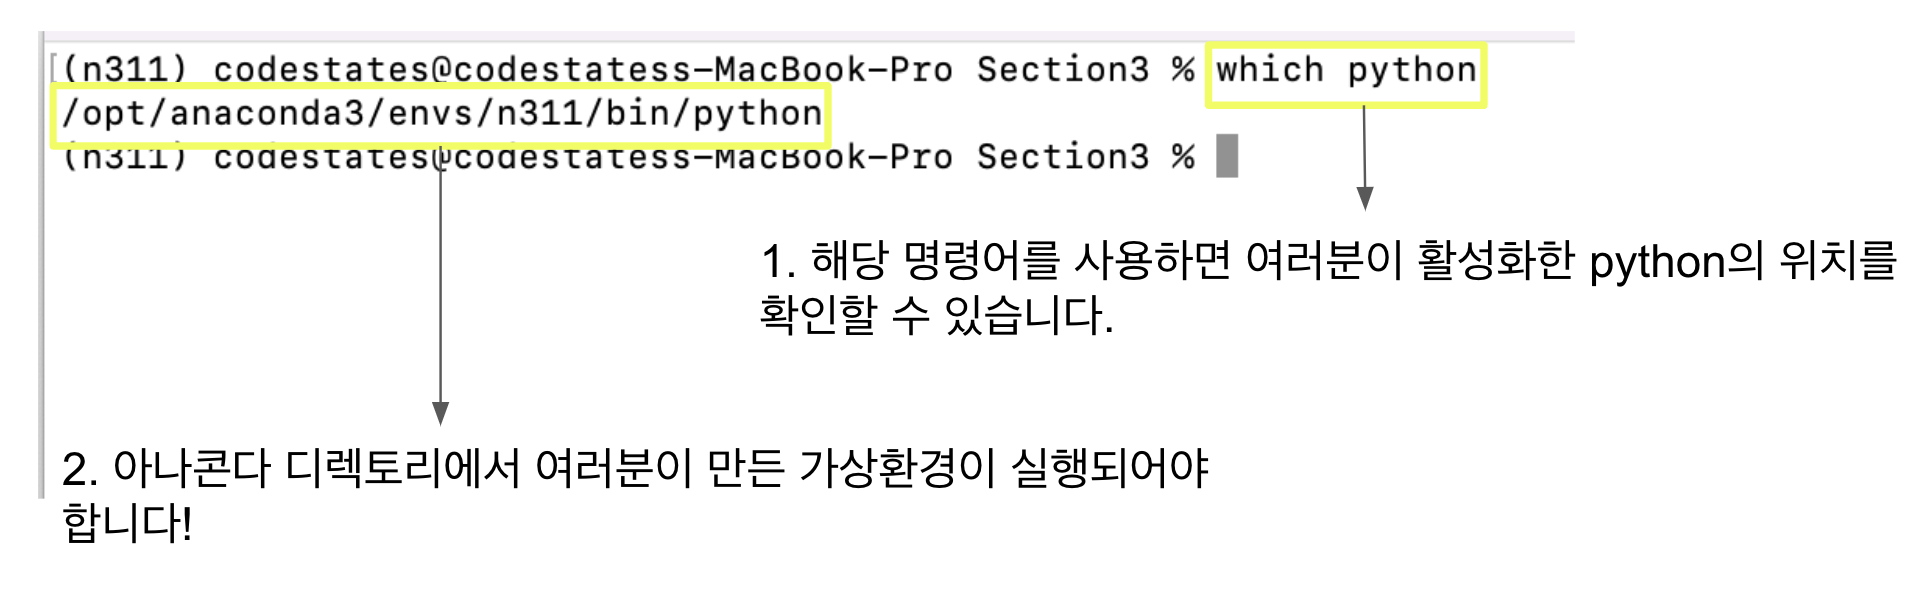 (n311) codestates@codestatess-MacBook-Pro Section3 % which python
/opt/anaconda3/envs/n311/bin/python
(n311) codestates@codestatess-MacBook-Pro Section3 %
1. 해당 명령어를 사용하면 여러분이 활성화한 python의 위치를
확인할 수 있습니다.
2. 아나콘다 디렉토리에서 여러분이 만든 가상환경이 실행되어야
합니다!